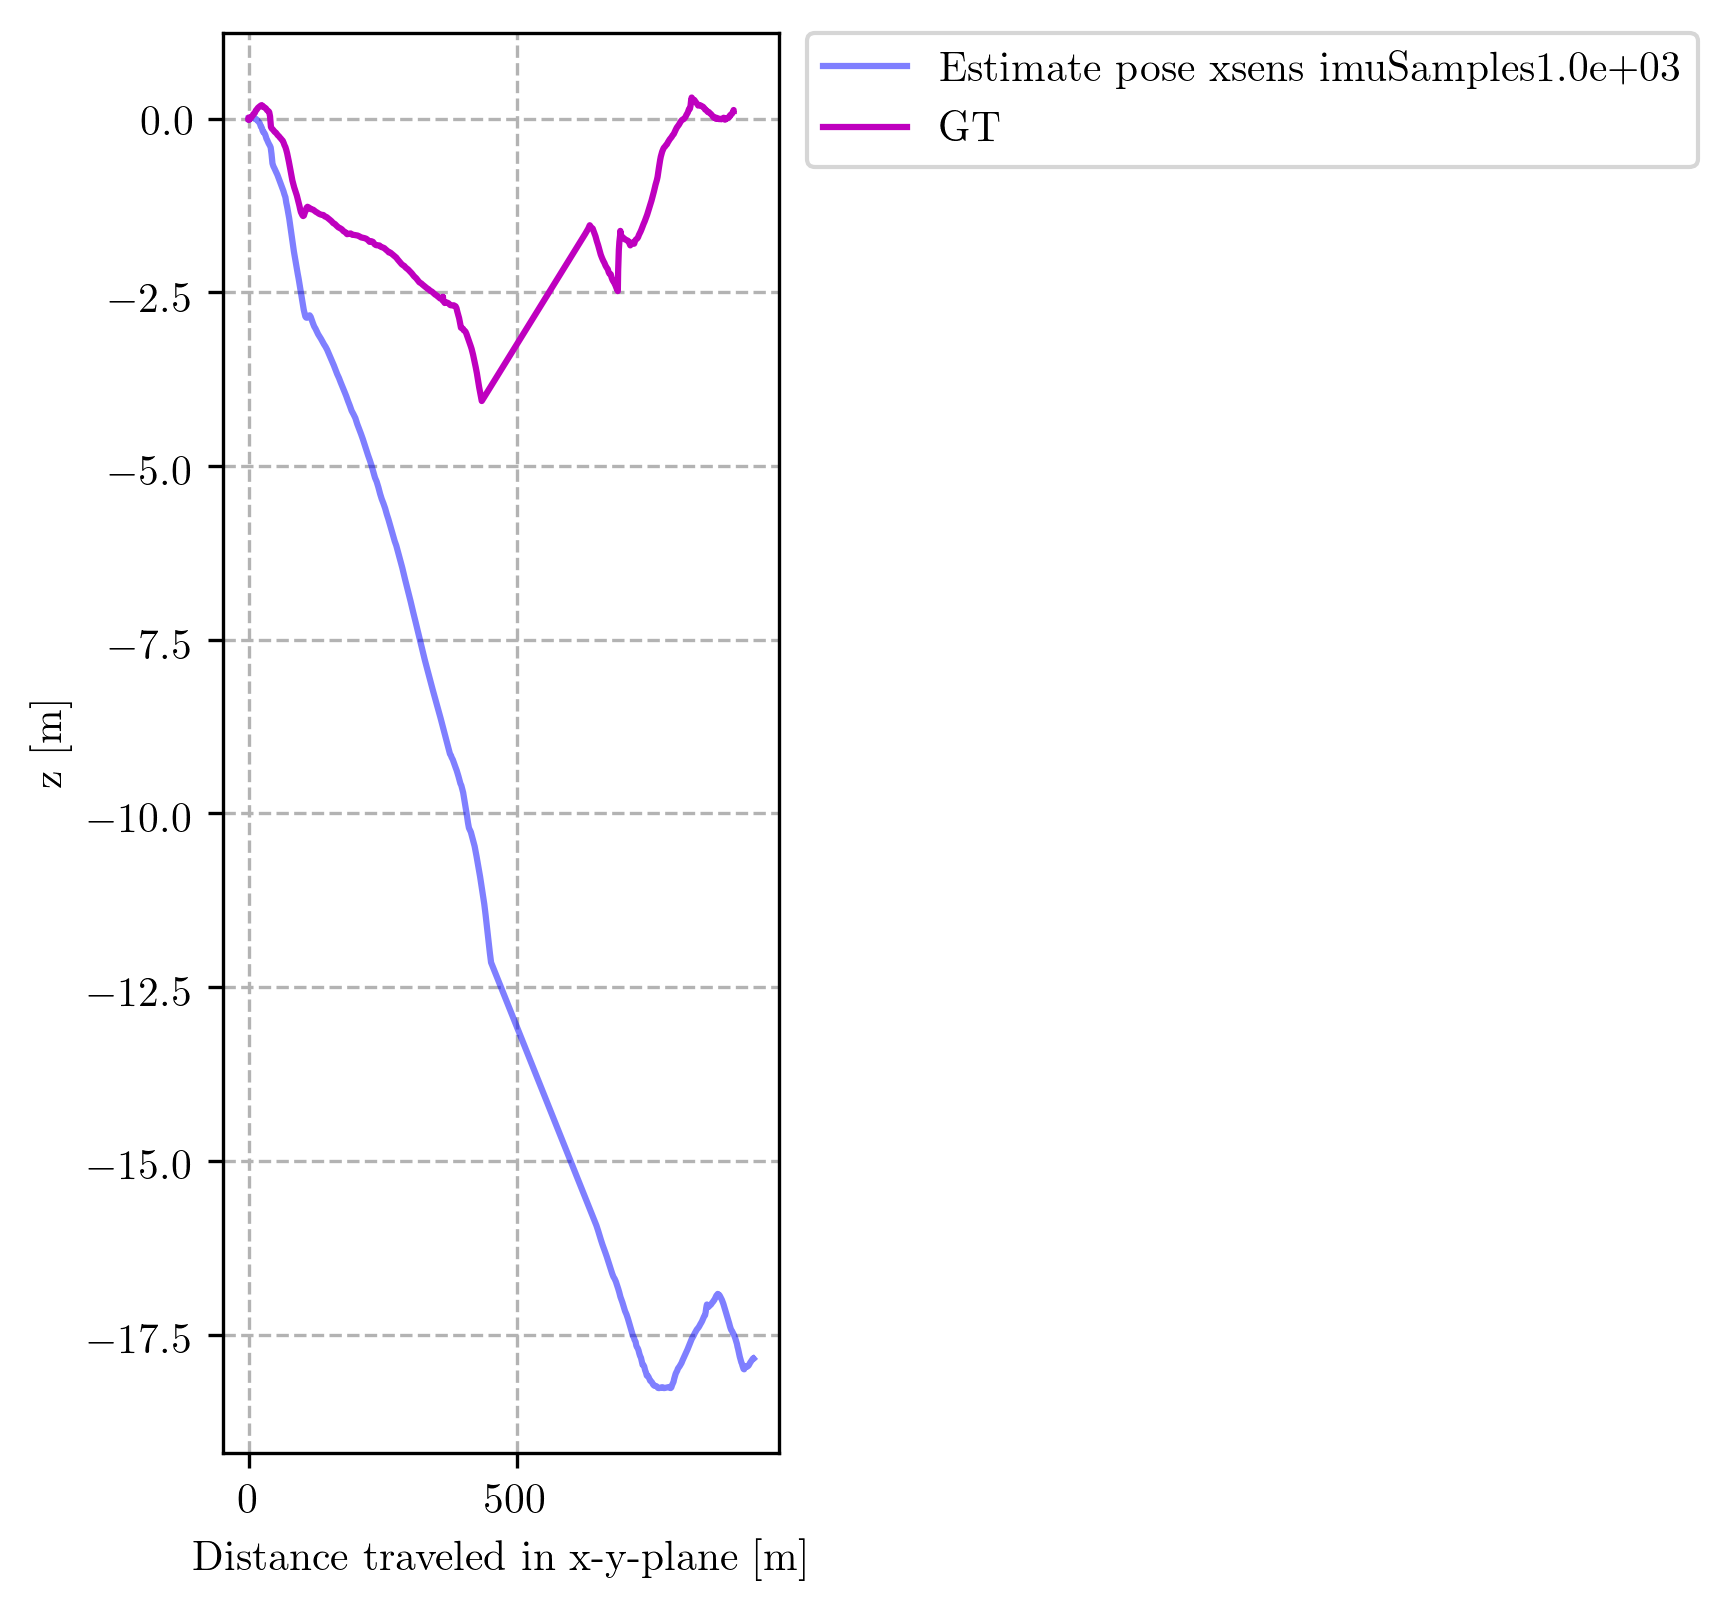 Estimate pose xsens imuSamples1.0e+03
GT
0.0
−2.5
−5.0
−7.5
−10.0
−12.5
−15.0
−17.5
z [m]
0 500
Distance traveled in x-y-plane [m]